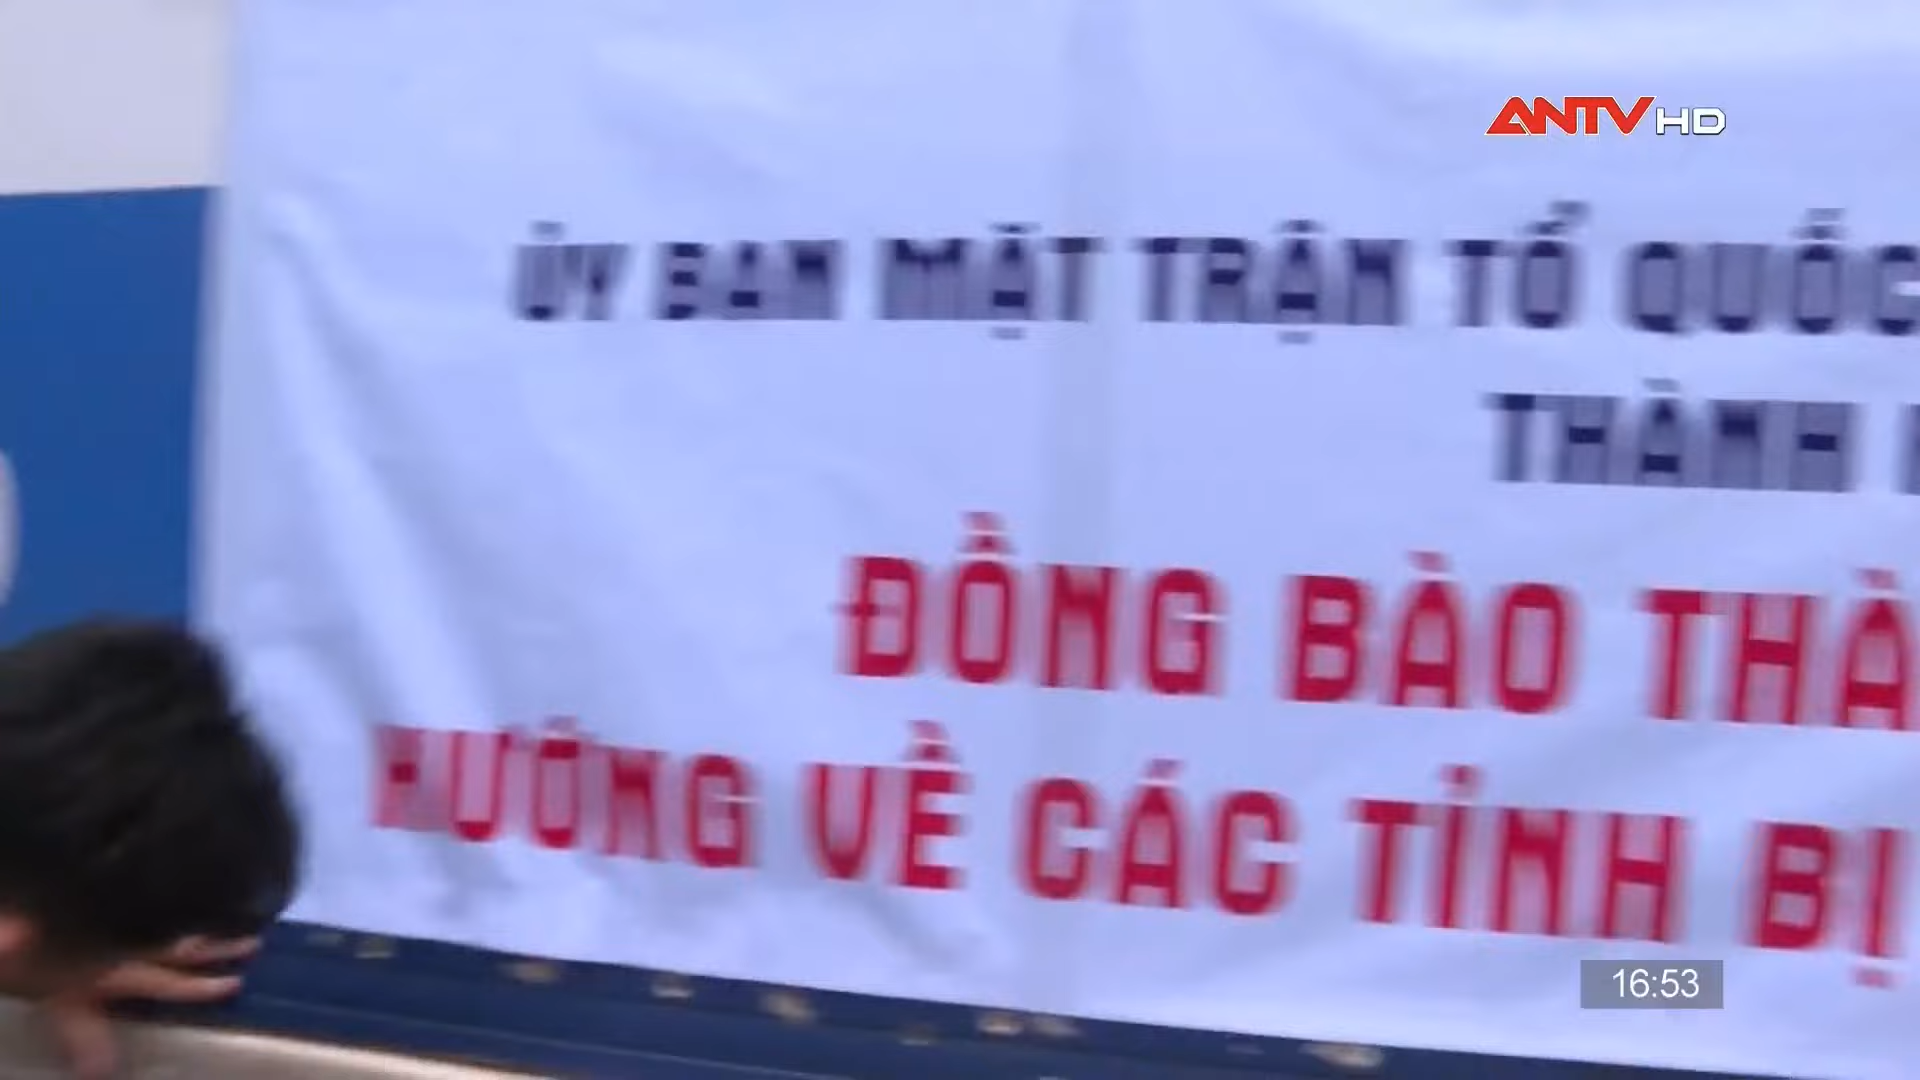 ANTV HD
ỦY BAN MẶT TRẬN TỔ QUỐC
THÀNH
ĐỒNG BÀO THÀ
HƯỚNG VỀ CÁC TỈNH BỊ
16:53